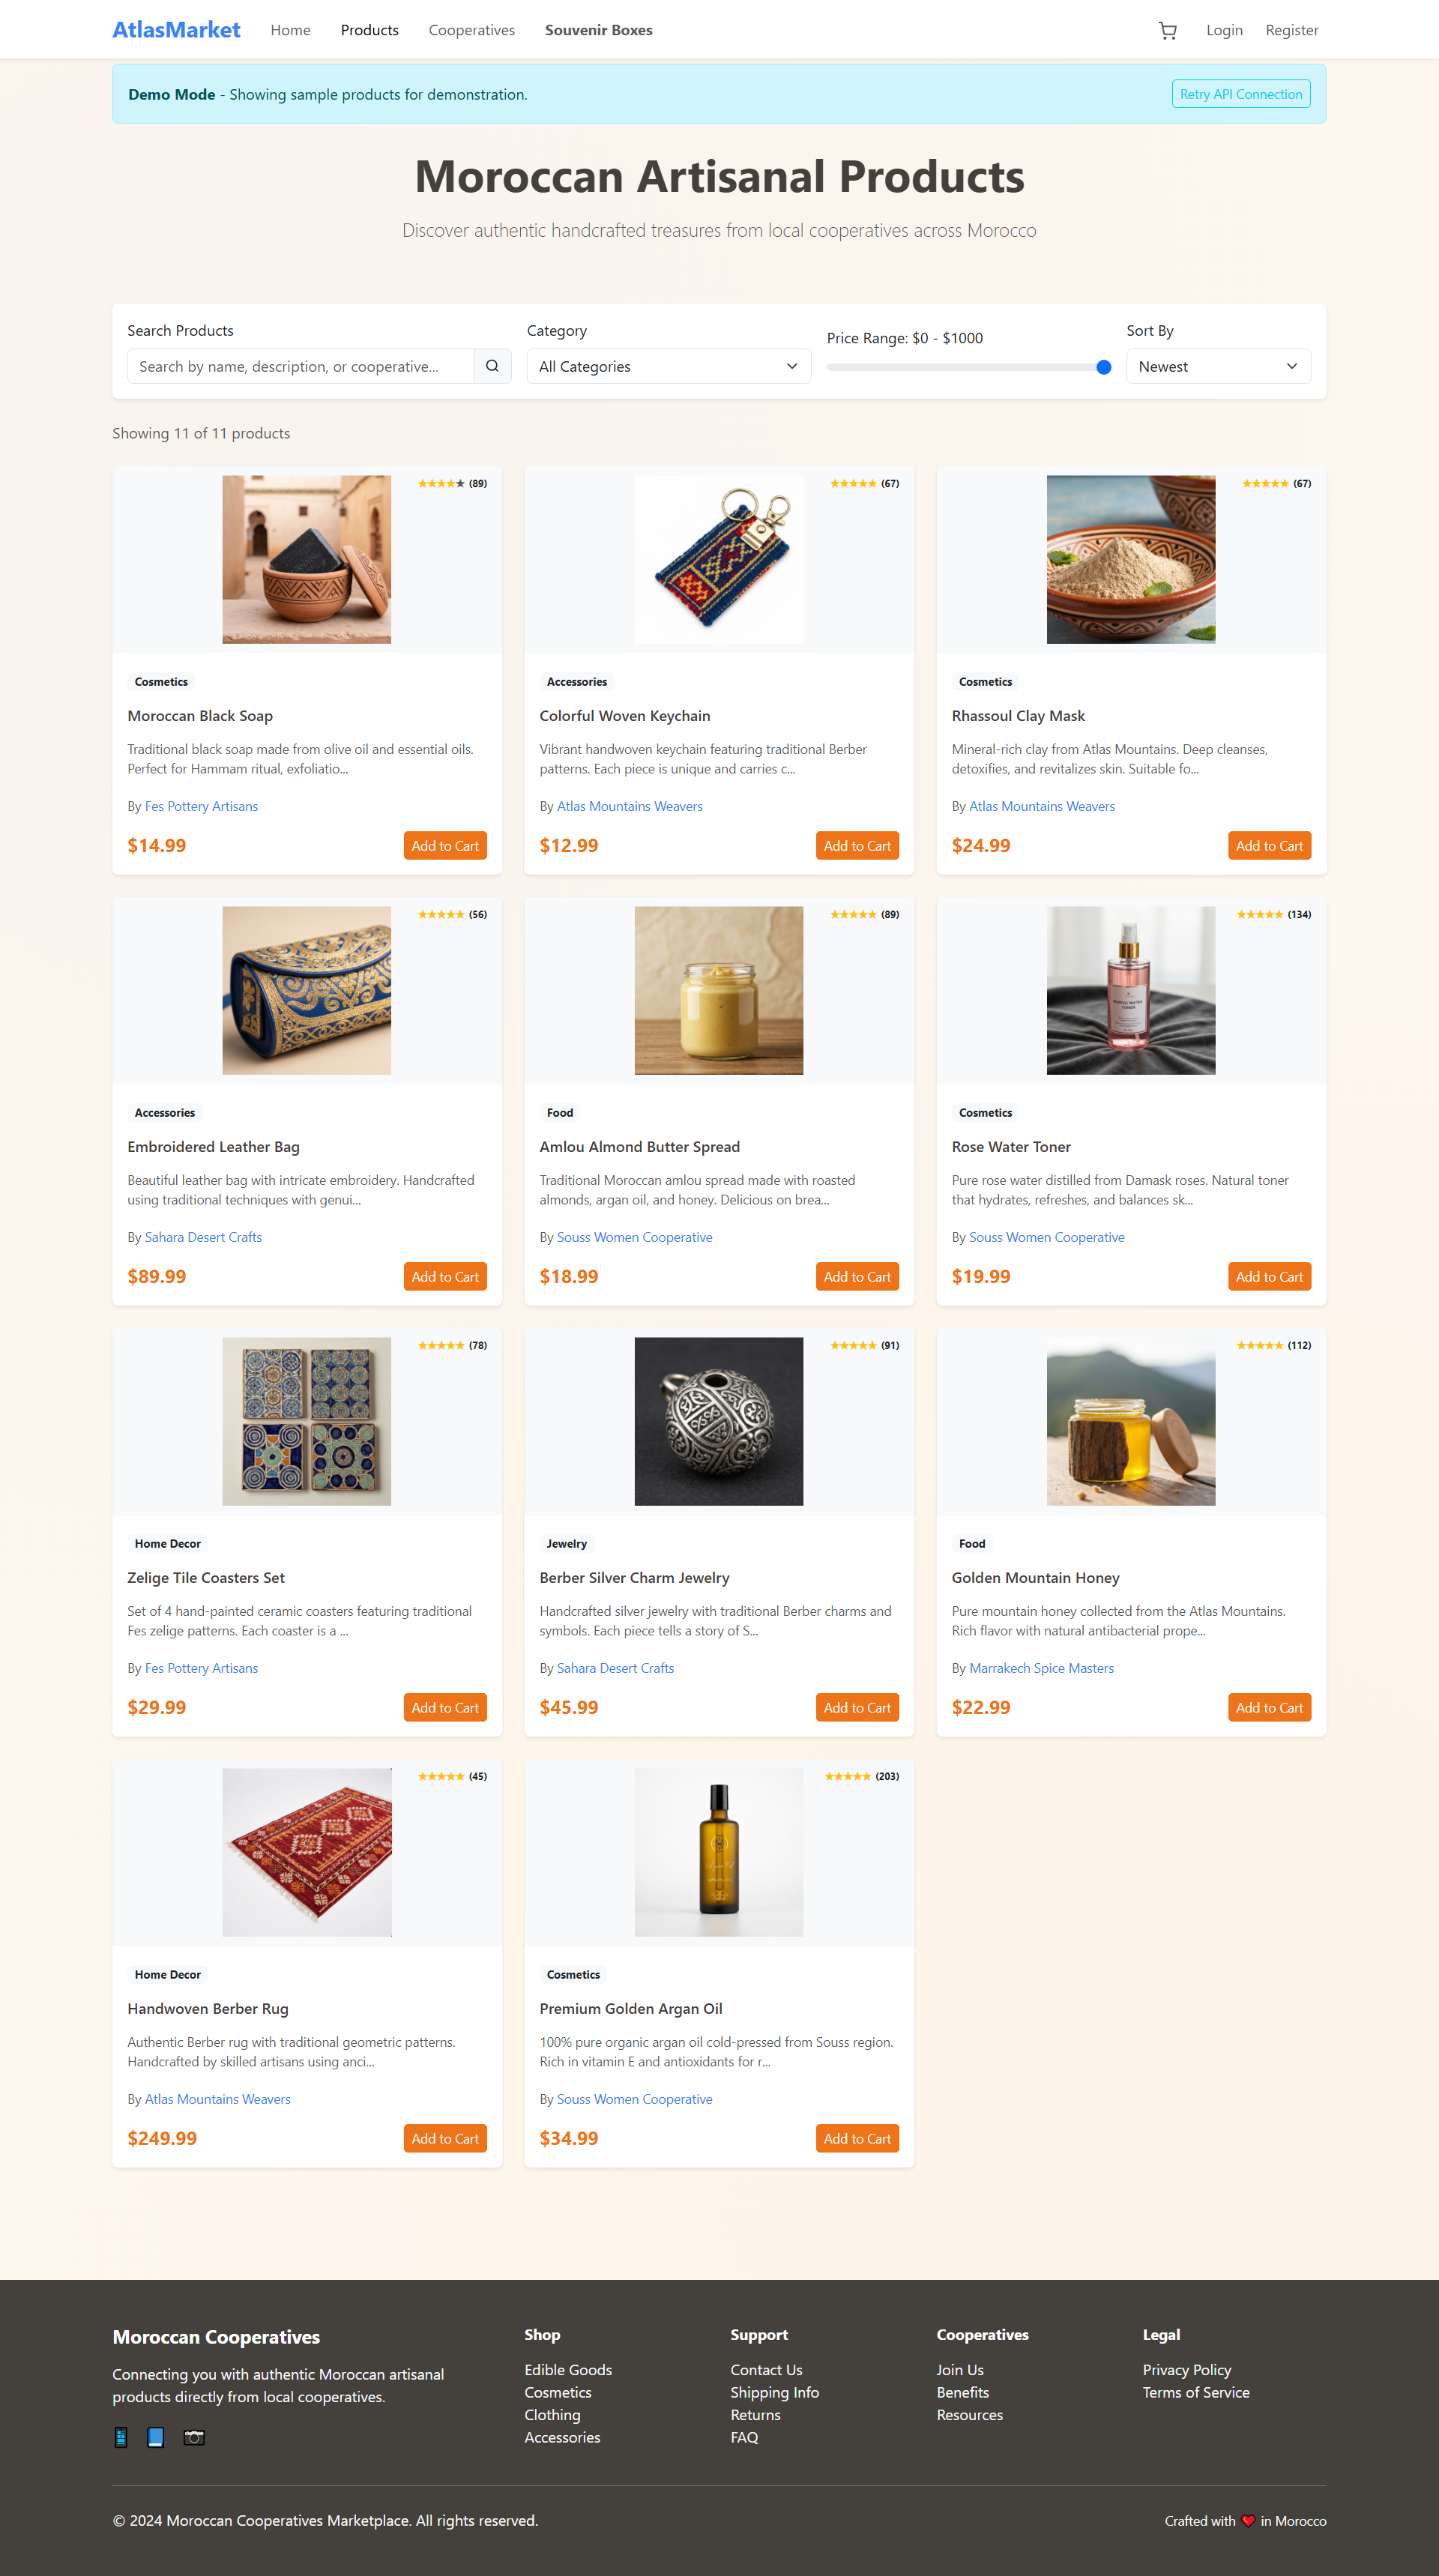 AtlasMarket Home Products Cooperatives Souvenir Boxes Login Register
Demo Mode - Showing sample products for demonstration. Retry API Connection
Moroccan Artisanal Products
Discover authentic handcrafted treasures from local cooperatives across Morocco
Search Products
Search by name, description, or cooperative...
Category
All Categories
Price Range: $0 - $1000
Sort By
Newest
Showing 11 of 11 products
★★★★★ (89)
Cosmetics
Moroccan Black Soap
Traditional black soap made from olive oil and essential oils.
Perfect for Hammam ritual, exfoliatio...
By Fes Pottery Artisans
$14.99 Add to Cart
★★★★★ (67)
Accessories
Colorful Woven Keychain
Vibrant handwoven keychain featuring traditional Berber
patterns. Each piece is unique and carries c...
By Atlas Mountains Weavers
$12.99 Add to Cart
★★★★★ (67)
Cosmetics
Rhassoul Clay Mask
Mineral-rich clay from Atlas Mountains. Deep cleanses,
detoxifies, and revitalizes skin. Suitable fo...
By Atlas Mountains Weavers
$24.99 Add to Cart
★★★★★ (56)
Accessories
Embroidered Leather Bag
Beautiful leather bag with intricate embroidery. Handcrafted
using traditional techniques with genui...
By Sahara Desert Crafts
$89.99 Add to Cart
★★★★★ (89)
Food
Amlou Almond Butter Spread
Traditional Moroccan amlou spread made with roasted
almonds, argan oil, and honey. Delicious on brea...
By Souss Women Cooperative
$18.99 Add to Cart
★★★★★ (134)
Cosmetics
Rose Water Toner
Pure rose water distilled from Damask roses. Natural toner
that hydrates, refreshes, and balances sk...
By Souss Women Cooperative
$19.99 Add to Cart
★★★★★ (78)
Home Decor
Zelige Tile Coasters Set
Set of 4 hand-painted ceramic coasters featuring traditional
Fes zelige patterns. Each coaster is a ...
By Fes Pottery Artisans
$29.99 Add to Cart
★★★★★ (91)
Jewelry
Berber Silver Charm Jewelry
Handcrafted silver jewelry with traditional Berber charms and
symbols. Each piece tells a story of S...
By Sahara Desert Crafts
$45.99 Add to Cart
★★★★★ (112)
Food
Golden Mountain Honey
Pure mountain honey collected from the Atlas Mountains.
Rich flavor with natural antibacterial prope...
By Marrakech Spice Masters
$22.99 Add to Cart
★★★★★ (45)
Home Decor
Handwoven Berber Rug
Authentic Berber rug with traditional geometric patterns.
Handcrafted by skilled artisans using anci...
By Atlas Mountains Weavers
$249.99 Add to Cart
★★★★★ (203)
Cosmetics
Premium Golden Argan Oil
100% pure organic argan oil cold-pressed from Souss region.
Rich in vitamin E and antioxidants for r...
By Souss Women Cooperative
$34.99 Add to Cart
Moroccan Cooperatives
Connecting you with authentic Moroccan artisanal
products directly from local cooperatives.
Shop
Edible Goods
Cosmetics
Clothing
Accessories
Support
Contact Us
Shipping Info
Returns
FAQ
Cooperatives
Join Us
Benefits
Resources
Legal
Privacy Policy
Terms of Service
© 2024 Moroccan Cooperatives Marketplace. All rights reserved.
Crafted with ❤️ in Morocco